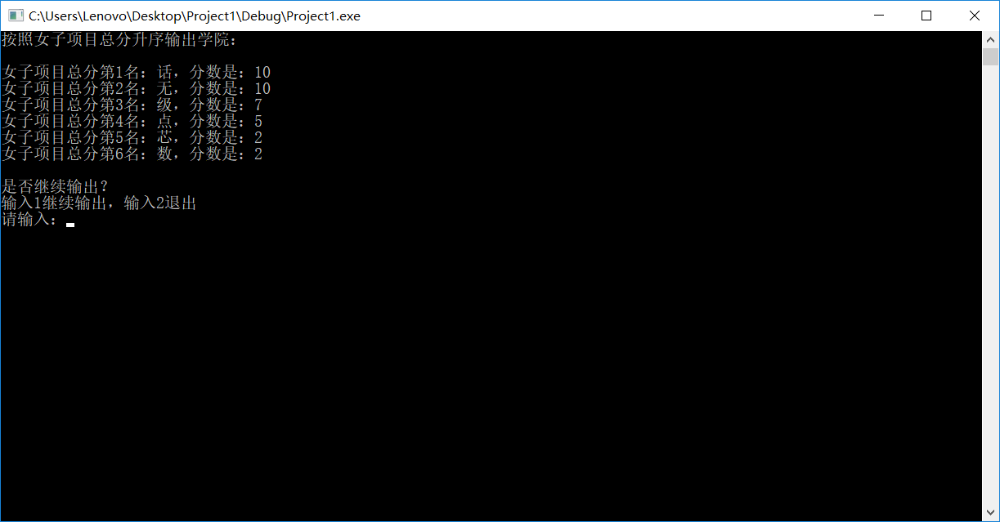 C:\Users\Lenovo\Desktop\Project1\Debug\Project1.exe
按照女子项目总分升序输出学院：
女子项目总分第1名：话，分数是：10
女子项目总分第2名：无，分数是：10
女子项目总分第3名：级，分数是：7
女子项目总分第4名：点，分数是：5
女子项目总分第5名：芯，分数是：2
女子项目总分第6名：数，分数是：2
是否继续输出？
输入1继续输出，输入2退出
请输入：